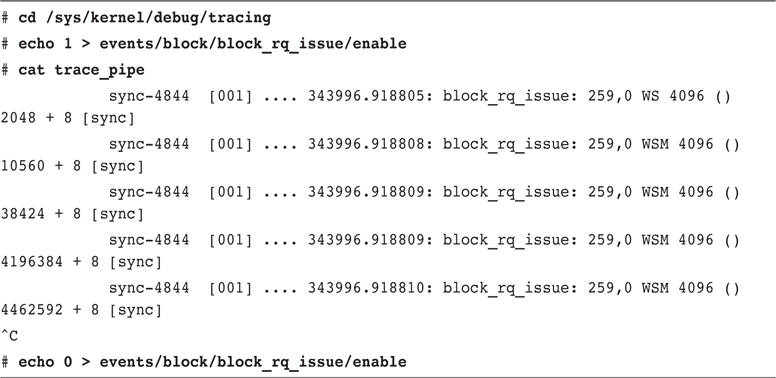 # cd /sys/kernel/debug/tracing
# echo 1 > events/block/block_rq_issue/enable
# cat trace_pipe
            sync-4844  [001] .... 343996.918805: block_rq_issue: 259,0 WS 4096 ()
2048 + 8 [sync]
            sync-4844  [001] .... 343996.918808: block_rq_issue: 259,0 WSM 4096 ()
10560 + 8 [sync]
            sync-4844  [001] .... 343996.918809: block_rq_issue: 259,0 WSM 4096 ()
38424 + 8 [sync]
            sync-4844  [001] .... 343996.918809: block_rq_issue: 259,0 WSM 4096 ()
4196384 + 8 [sync]
            sync-4844  [001] .... 343996.918810: block_rq_issue: 259,0 WSM 4096 ()
4462592 + 8 [sync]
^C
# echo 0 > events/block/block_rq_issue/enable